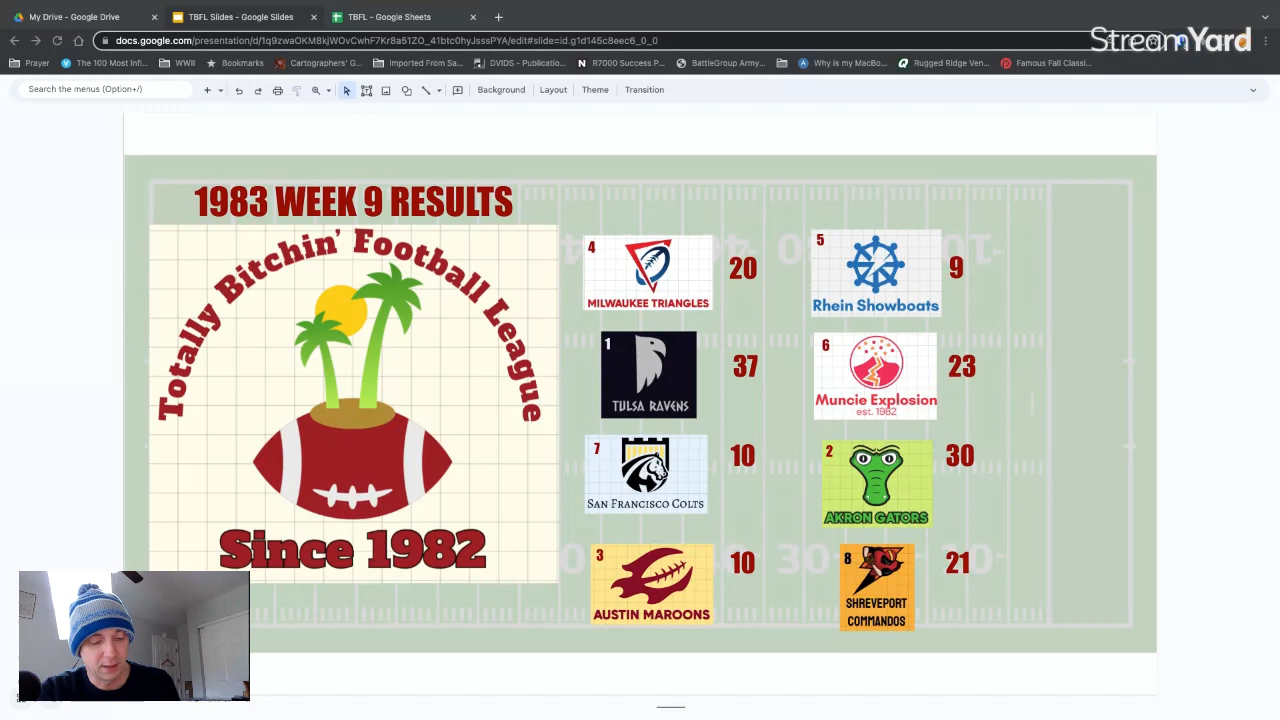 My Drive - Google Drive
TBFL Slides - Google Slides
TBFL - Google Sheets
StreamYard
docs.google.com/presentation/d/1q9zwaOKM8kjWOvCwhF7Kr8a51ZO_41btc0hyJsssPYA/edit#slide=id.g1d145c8eec6_0_0
Prayer
The 100 Most Infl...
WWII
Bookmarks
Cartographers' G...
Imported From Sa...
DVIDS - Publicatio...
R7000 Success P...
BattleGroup Army...
Why is my MacBo...
Rugged Ridge Ven...
Famous Fall Classi...
Search the menus (Option+/)
Background
Layout
Theme
Transition
1983 WEEK 9 RESULTS
Totally Bitchin' Football League
Since 1982
4
MILWAUKEE TRIANGLES
20
5
Rhein Showboats
9
1
TULSA RAVENS
37
6
Muncie Explosion
est. 1982
23
7
SAN FRANCISCO COLTS
10
2
AKRON GATORS
30
3
AUSTIN MAROONS
10
8
SHREVEPORT
COMMANDOS
21